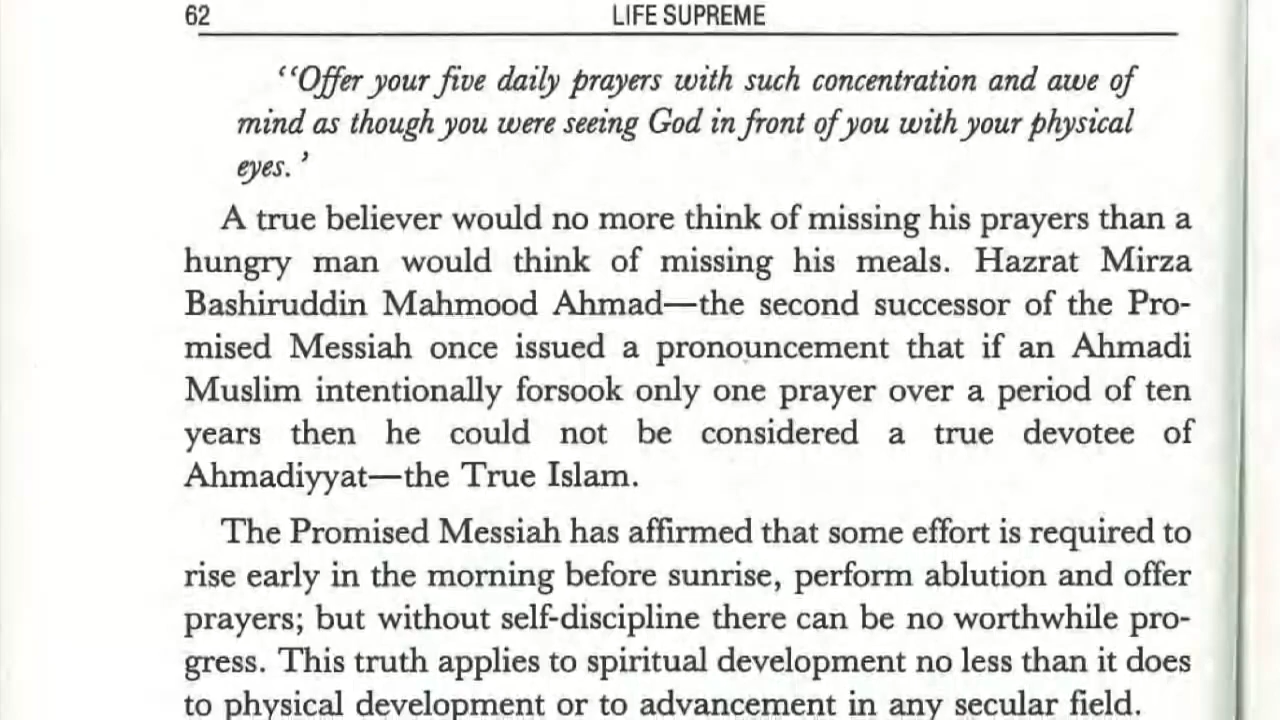 62 LIFE SUPREME
“Offer your five daily prayers with such concentration and awe of
mind as though you were seeing God in front of you with your physical
eyes.’
A true believer would no more think of missing his prayers than a
hungry man would think of missing his meals. Hazrat Mirza
Bashiruddin Mahmood Ahmad—the second successor of the Pro-
mised Messiah once issued a pronouncement that if an Ahmadi
Muslim intentionally forsook only one prayer over a period of ten
years then he could not be considered a true devotee of
Ahmadiyyat—the True Islam.
The Promised Messiah has affirmed that some effort is required to
rise early in the morning before sunrise, perform ablution and offer
prayers; but without self-discipline there can be no worthwhile pro-
gress. This truth applies to spiritual development no less than it does
to physical development or to advancement in any secular field.